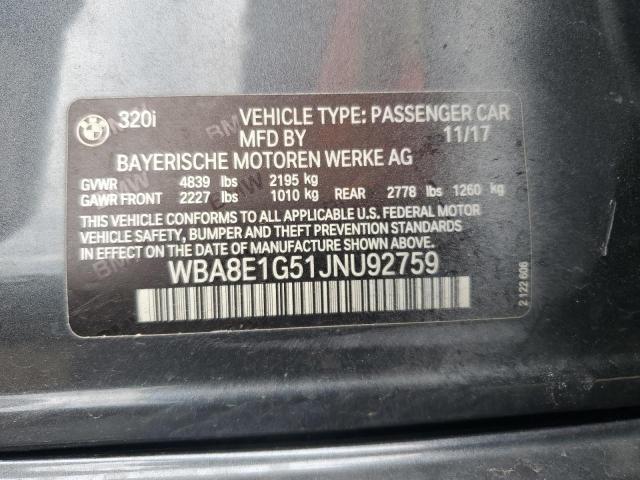 BMW 320i VEHICLE TYPE: PASSENGER CAR
MFD BY 11/17
BAYERISCHE MOTOREN WERKE AG
GVWR 4839 lbs 2195 kg
GAWR FRONT 2227 lbs 1010 kg REAR 2778 lbs 1260 kg
THIS VEHICLE CONFORMS TO ALL APPLICABLE U.S. FEDERAL MOTOR
VEHICLE SAFETY, BUMPER AND THEFT PREVENTION STANDARDS
IN EFFECT ON THE DATE OF MANUFACTURE SHOWN ABOVE.
WBA8E1G51JNU92759
2 122 606